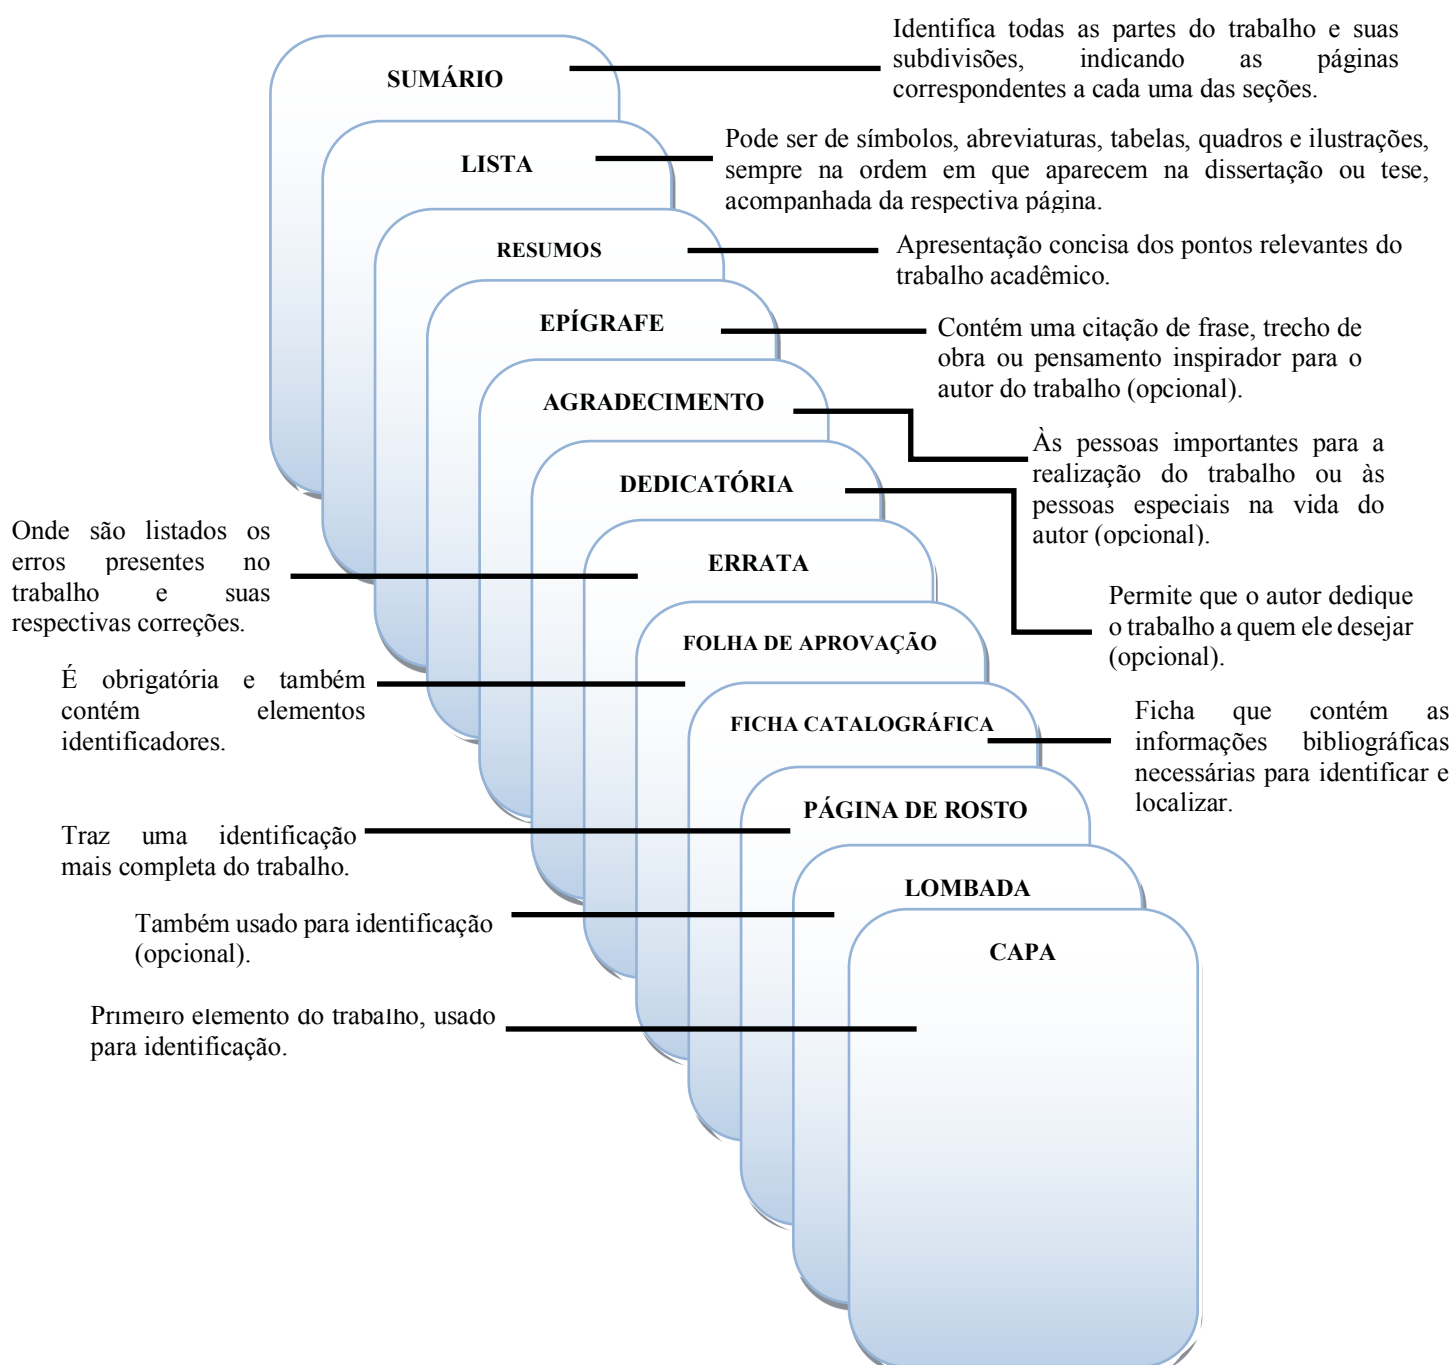 Identifica todas as partes do trabalho e suas
subdivisões, indicando as páginas
correspondentes a cada uma das seções.
SUMÁRIO
Pode ser de símbolos, abreviaturas, tabelas, quadros e ilustrações,
sempre na ordem em que aparecem na dissertação ou tese,
acompanhada da respectiva página.
LISTA
RESUMOS
Apresentação concisa dos pontos relevantes do
trabalho acadêmico.
EPÍGRAFE
Contém uma citação de frase, trecho de
obra ou pensamento inspirador para o
autor do trabalho (opcional).
AGRADECIMENTO
Às pessoas importantes para a
realização do trabalho ou às
pessoas especiais na vida do
autor (opcional).
DEDICATÓRIA
Onde são listados os
erros presentes no
trabalho e suas
respectivas correções.
ERRATA
Permite que o autor dedique
o trabalho a quem ele desejar
(opcional).
FOLHA DE APROVAÇÃO
É obrigatória e também
contém elementos
identificadores.
FICHA CATALOGRÁFICA
Ficha que contém as
informações bibliográficas
necessárias para identificar e
localizar.
PÁGINA DE ROSTO
Traz uma identificação
mais completa do trabalho.
LOMBADA
Também usado para identificação
(opcional).
CAPA
Primeiro elemento do trabalho, usado
para identificação.